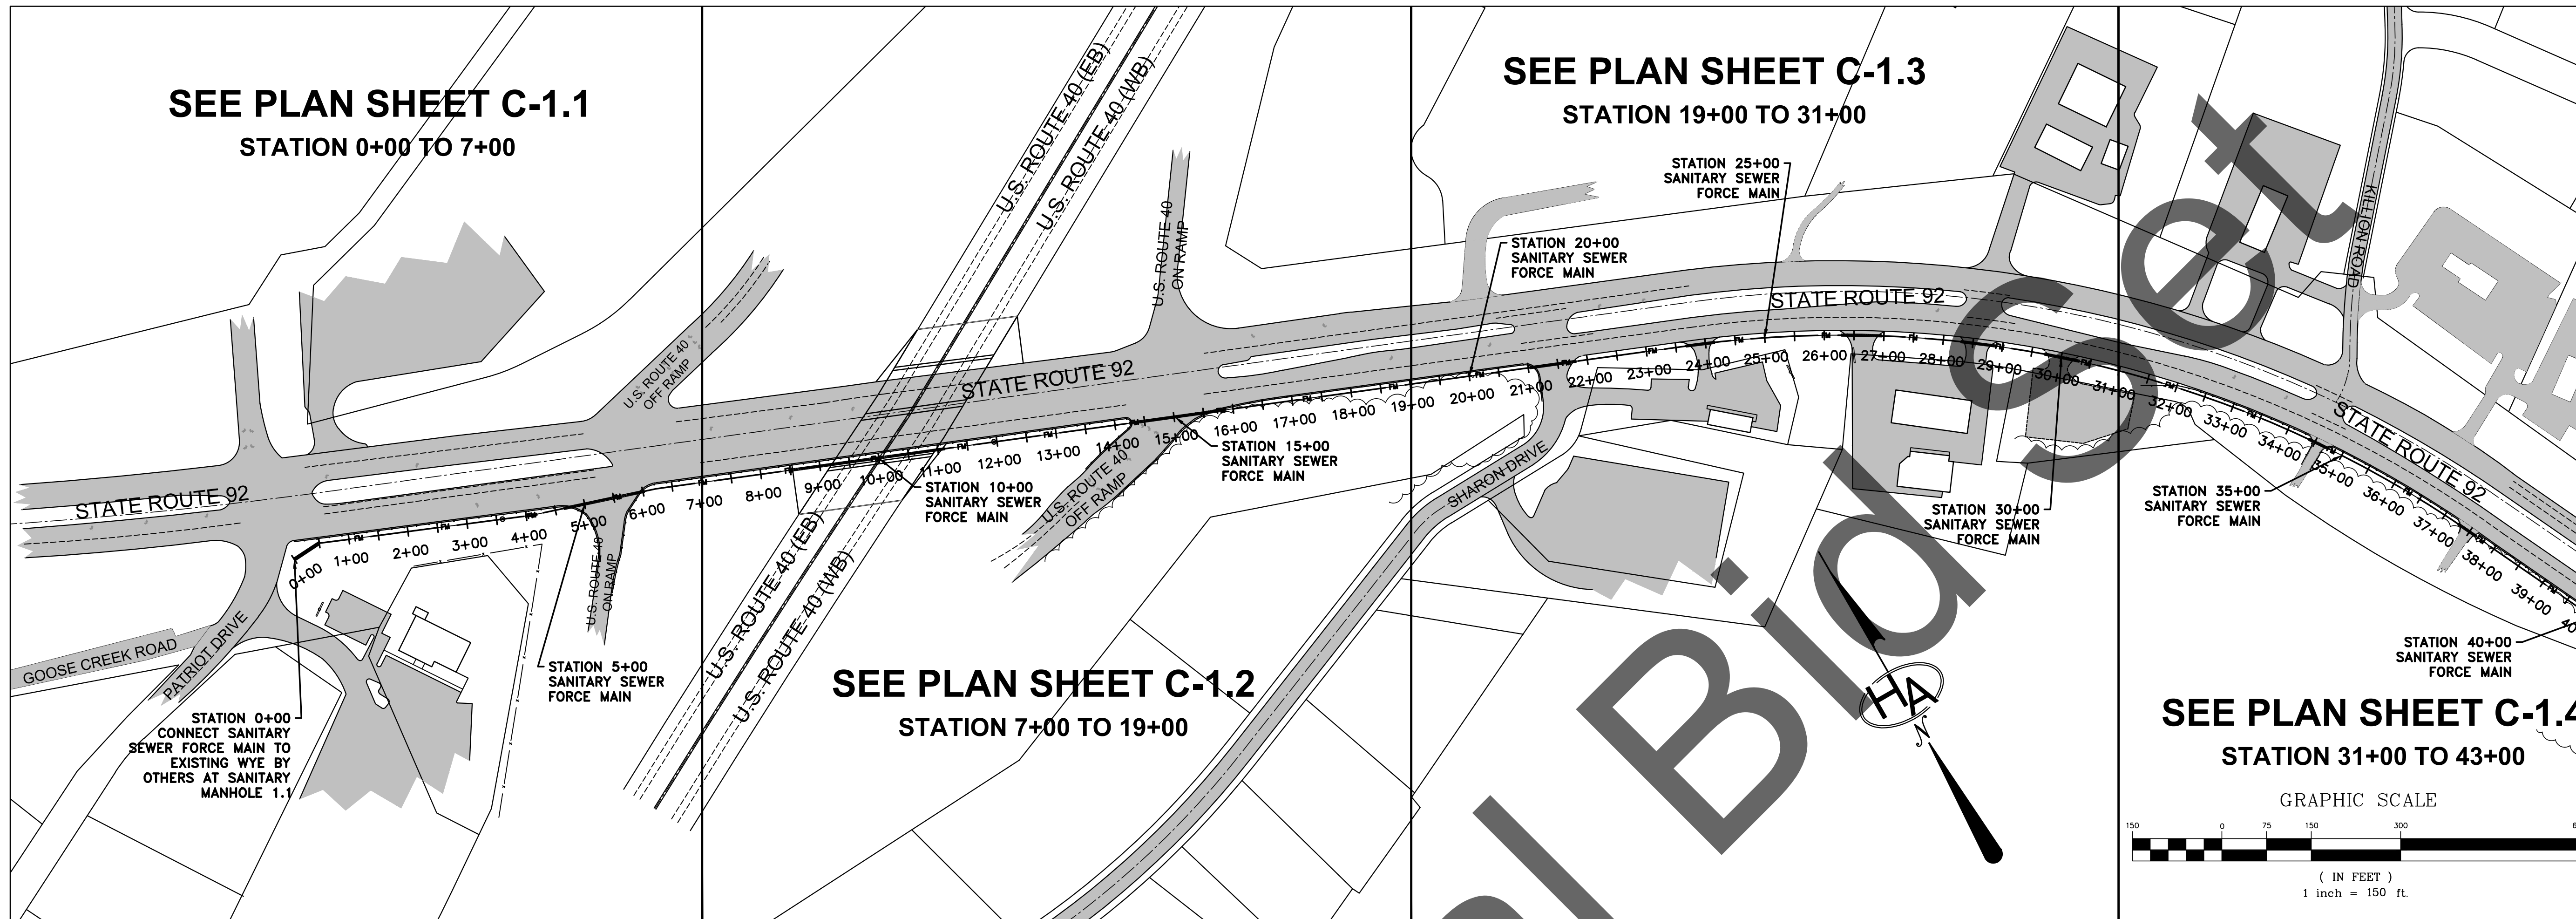 SEE PLAN SHEET C-1.1
STATION 0+00 TO 7+00
SEE PLAN SHEET C-1.3
STATION 19+00 TO 31+00
U.S. ROUTE 40 (EB)
U.S. ROUTE 40 (WB)
U.S. ROUTE 40
ON RAMP
STATION 25+00
SANITARY SEWER
FORCE MAIN
STATION 20+00
SANITARY SEWER
FORCE MAIN
KILLION ROAD
STATE ROUTE 92
STATE ROUTE 92
STATE ROUTE 92
STATE ROUTE 92
U.S. ROUTE 40
OFF RAMP
0+00
1+00
2+00
3+00
4+00
5+00
6+00
7+00
8+00
9+00
10+00
11+00
12+00
13+00
14+00
15+00
16+00
17+00
18+00
19+00
20+00
21+00
22+00
23+00
24+00
25+00
26+00
27+00
28+00
29+00
30+00
31+00
32+00
33+00
34+00
35+00
36+00
37+00
38+00
39+00
40
STATION 10+00
SANITARY SEWER
FORCE MAIN
STATION 15+00
SANITARY SEWER
FORCE MAIN
U.S. ROUTE 40
OFF RAMP
SHARON DRIVE
STATION 30+00
SANITARY SEWER
FORCE MAIN
STATION 35+00
SANITARY SEWER
FORCE MAIN
STATION 40+00
SANITARY SEWER
FORCE MAIN
U.S. ROUTE 40
ON RAMP
U.S. ROUTE 40 (EB)
U.S. ROUTE 40 (WB)
GOOSE CREEK ROAD
PATRIOT DRIVE
STATION 5+00
SANITARY SEWER
FORCE MAIN
STATION 0+00
CONNECT SANITARY
SEWER FORCE MAIN TO
EXISTING WYE BY
OTHERS AT SANITARY
MANHOLE 1.1
SEE PLAN SHEET C-1.2
STATION 7+00 TO 19+00
HA
N
SEE PLAN SHEET C-1.4
STATION 31+00 TO 43+00
GRAPHIC SCALE
150 0 75 150 300
( IN FEET )
1 inch = 150 ft.
l Bid Set